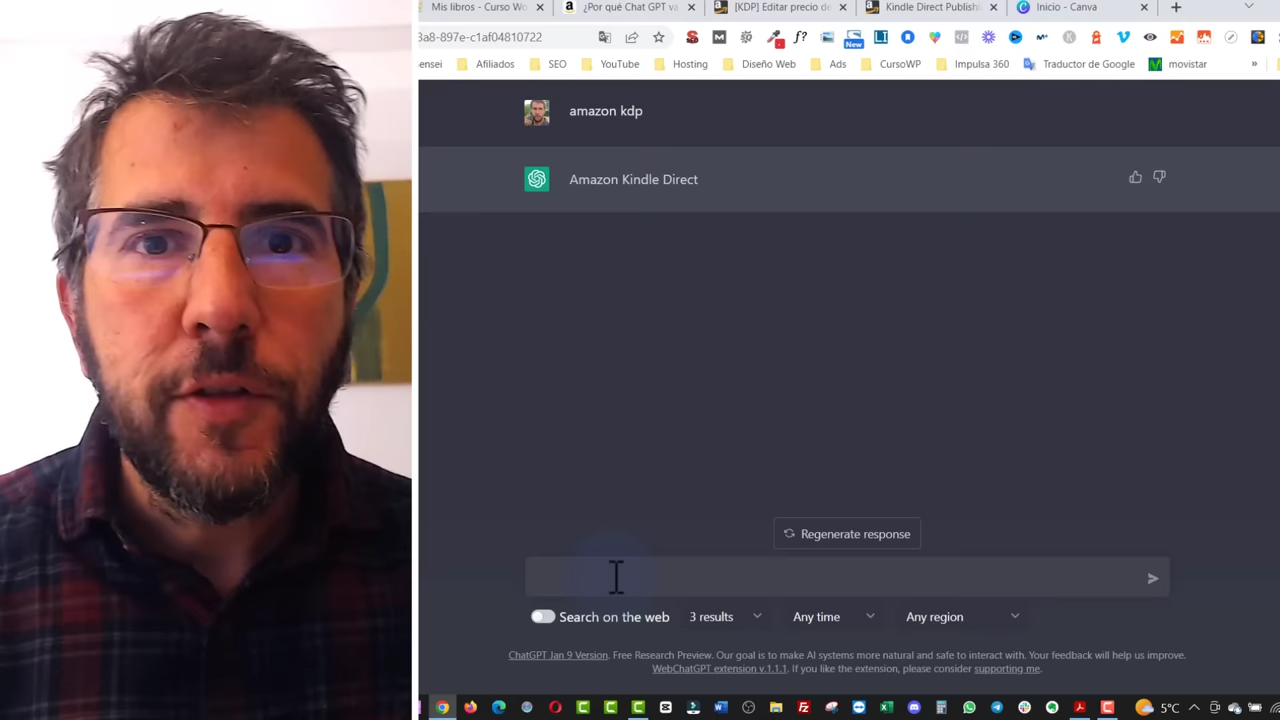 Mis libros - Curso Wo
¿Por qué Chat GPT va
[KDP] Editar precio de
Kindle Direct Publishi
Inicio - Canva
3a8-897e-c1af04810722
New
ensei
Afiliados
SEO
YouTube
Hosting
Diseño Web
Ads
CursoWP
Impulsa 360
Traductor de Google
movistar
amazon kdp
Amazon Kindle Direct
Regenerate response
Search on the web
3 results
Any time
Any region
ChatGPT Jan 9 Version. Free Research Preview. Our goal is to make AI systems more natural and safe to interact with. Your feedback will help us improve.
WebChatGPT extension v.1.1.1. If you like the extension, please consider supporting me.
5°C